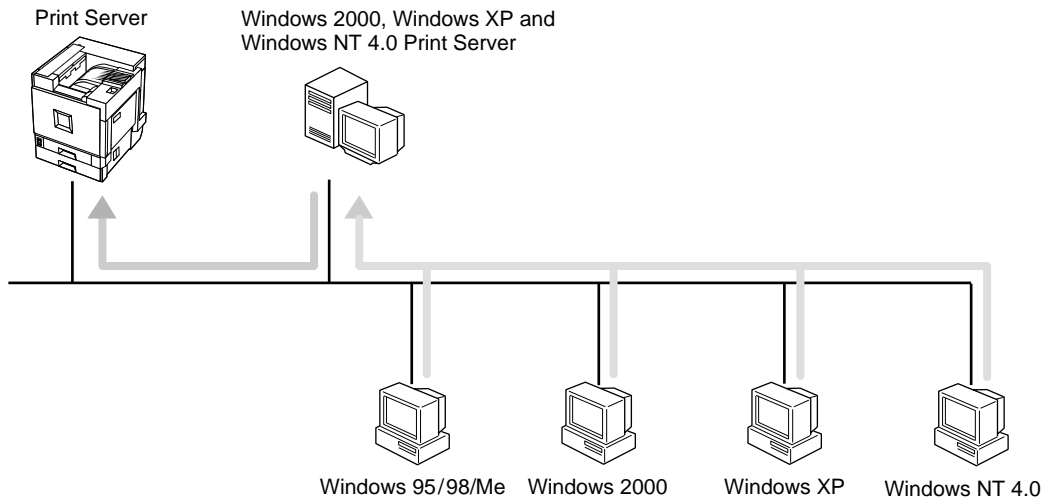 Print Server
Windows 2000, Windows XP and
Windows NT 4.0 Print Server
Windows 95/98/Me
Windows 2000
Windows XP
Windows NT 4.0